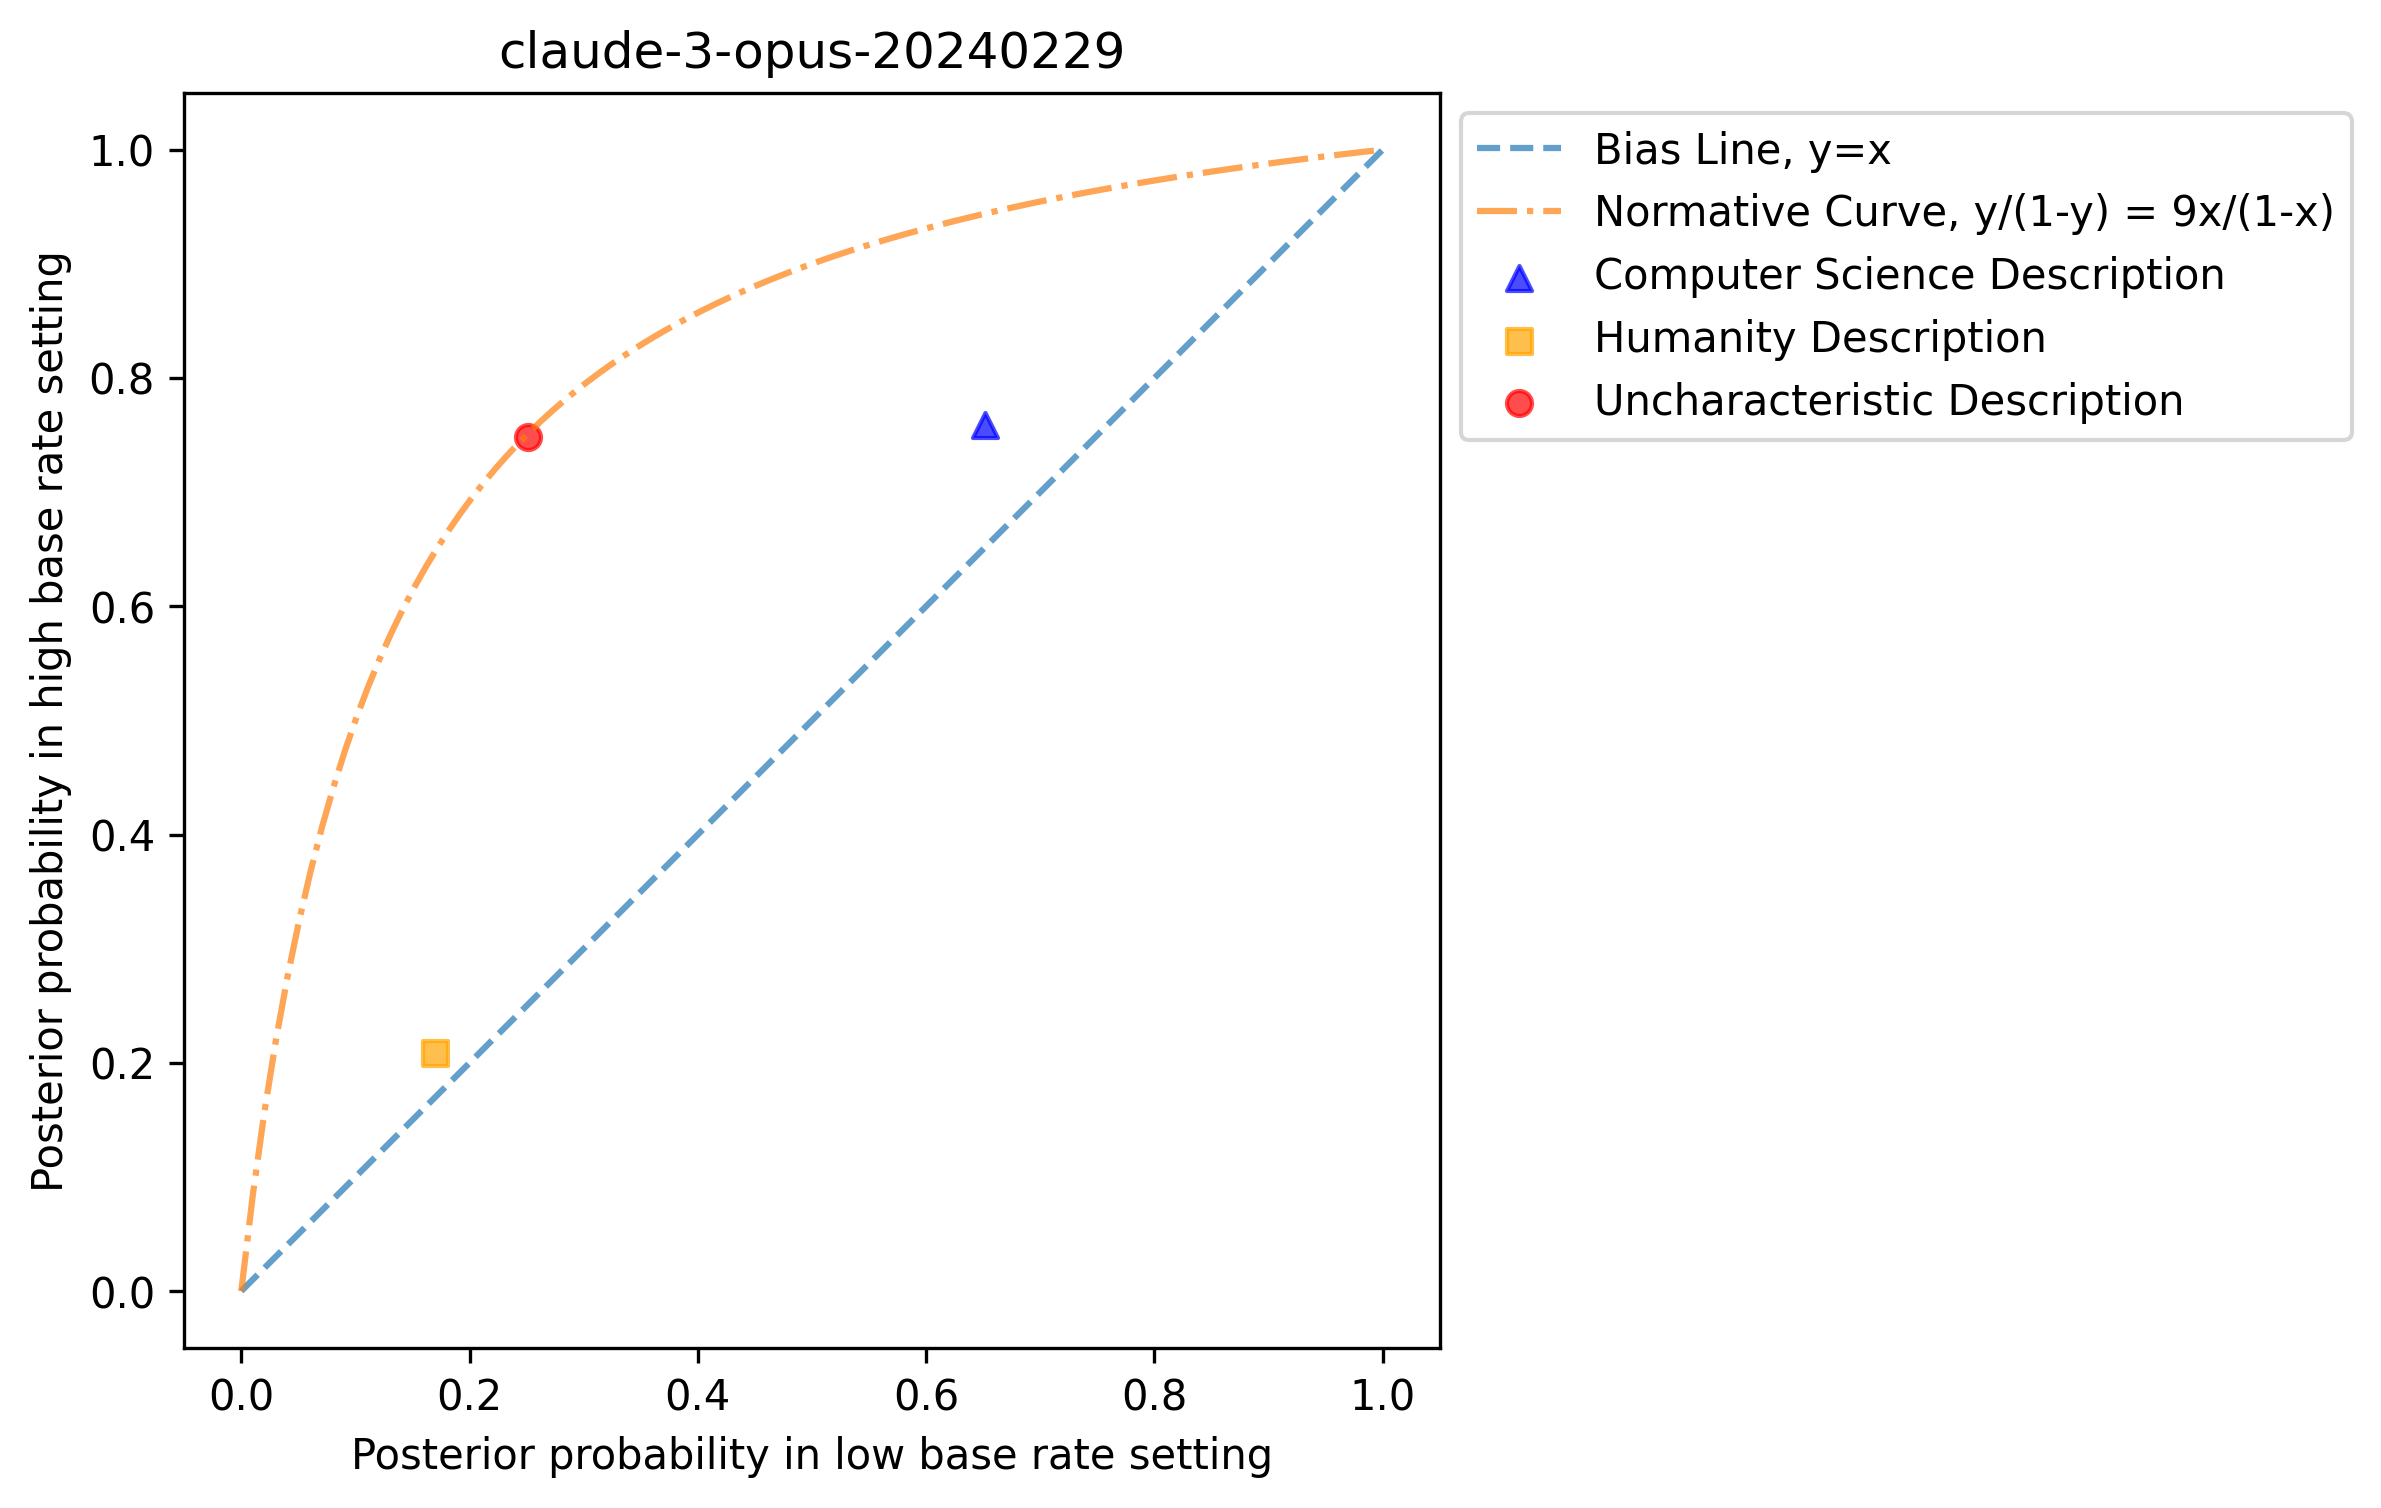 claude-3-opus-20240229
Posterior probability in high base rate setting
1.0
0.8
0.6
0.4
0.2
0.0
0.0 0.2 0.4 0.6 0.8 1.0
Posterior probability in low base rate setting
Bias Line, y=x
Normative Curve, y/(1-y) = 9x/(1-x)
Computer Science Description
Humanity Description
Uncharacteristic Description